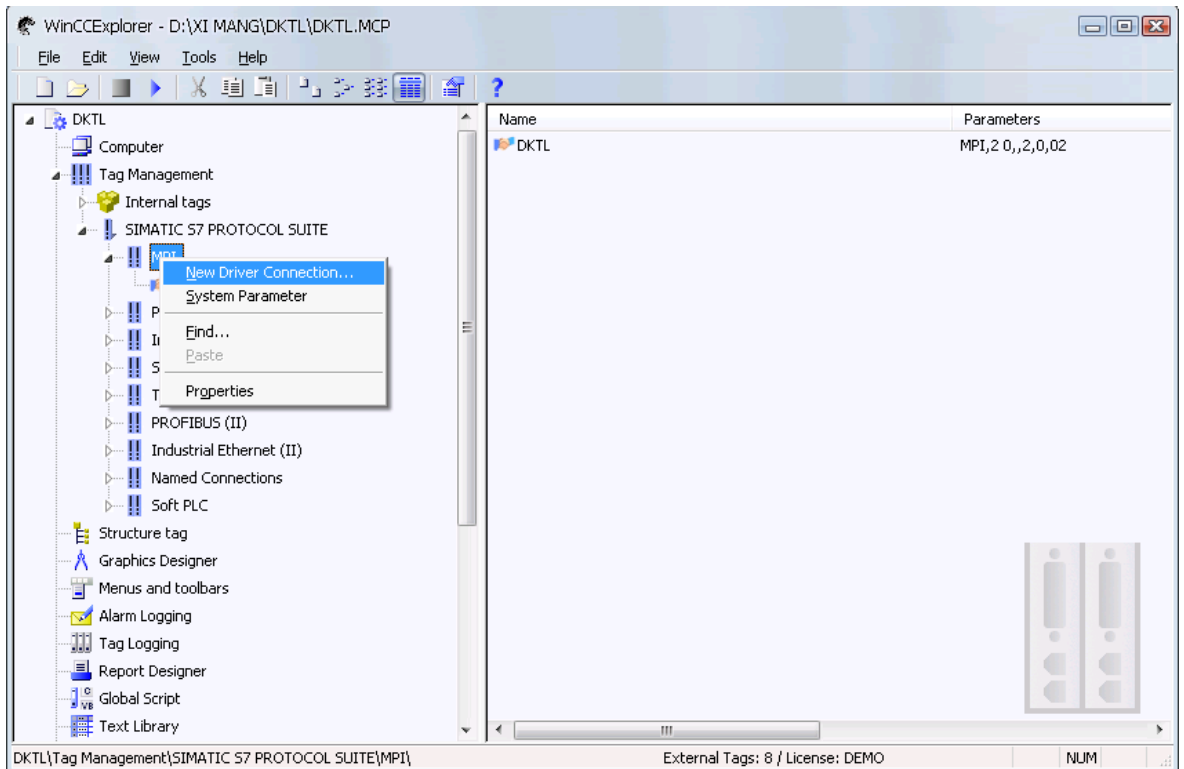 WinCCExplorer - D:\XI MANG\DKTL\DKTL.MCP
File Edit View Tools Help
DKTL
Computer
Tag Management
Internal tags
SIMATIC S7 PROTOCOL SUITE
MPI
New Driver Connection...
System Parameter
Find...
Paste
Properties
P
I
S
T
PROFIBUS (II)
Industrial Ethernet (II)
Named Connections
Soft PLC
Structure tag
Graphics Designer
Menus and toolbars
Alarm Logging
Tag Logging
Report Designer
Global Script
Text Library
Name Parameters
DKTL MPI,2 0,,2,0,02
DKTL\Tag Management\SIMATIC S7 PROTOCOL SUITE\MPI\ External Tags: 8 / License: DEMO NUM